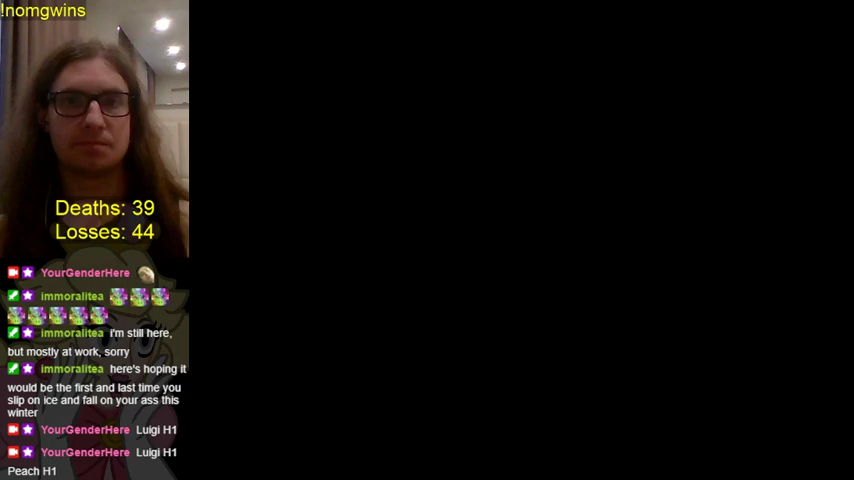 !nomgwins
Deaths: 39
Losses: 44
YourGenderHere
immoralitea
immoralitea i'm still here,
but mostly at work, sorry
immoralitea here's hoping it
would be the first and last time you
slip on ice and fall on your ass this
winter
YourGenderHere Luigi H1
YourGenderHere Luigi H1
Peach H1